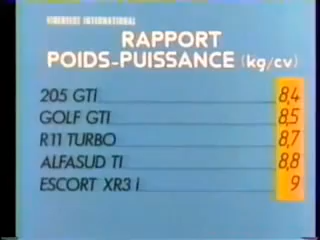 RAPPORT
POIDS-PUISSANCE (kg/cv)
205 GTI 8,4
GOLF GTI 8,5
R11 TURBO 8,7
ALFASUD TI 8,8
ESCORT XR3 I 9